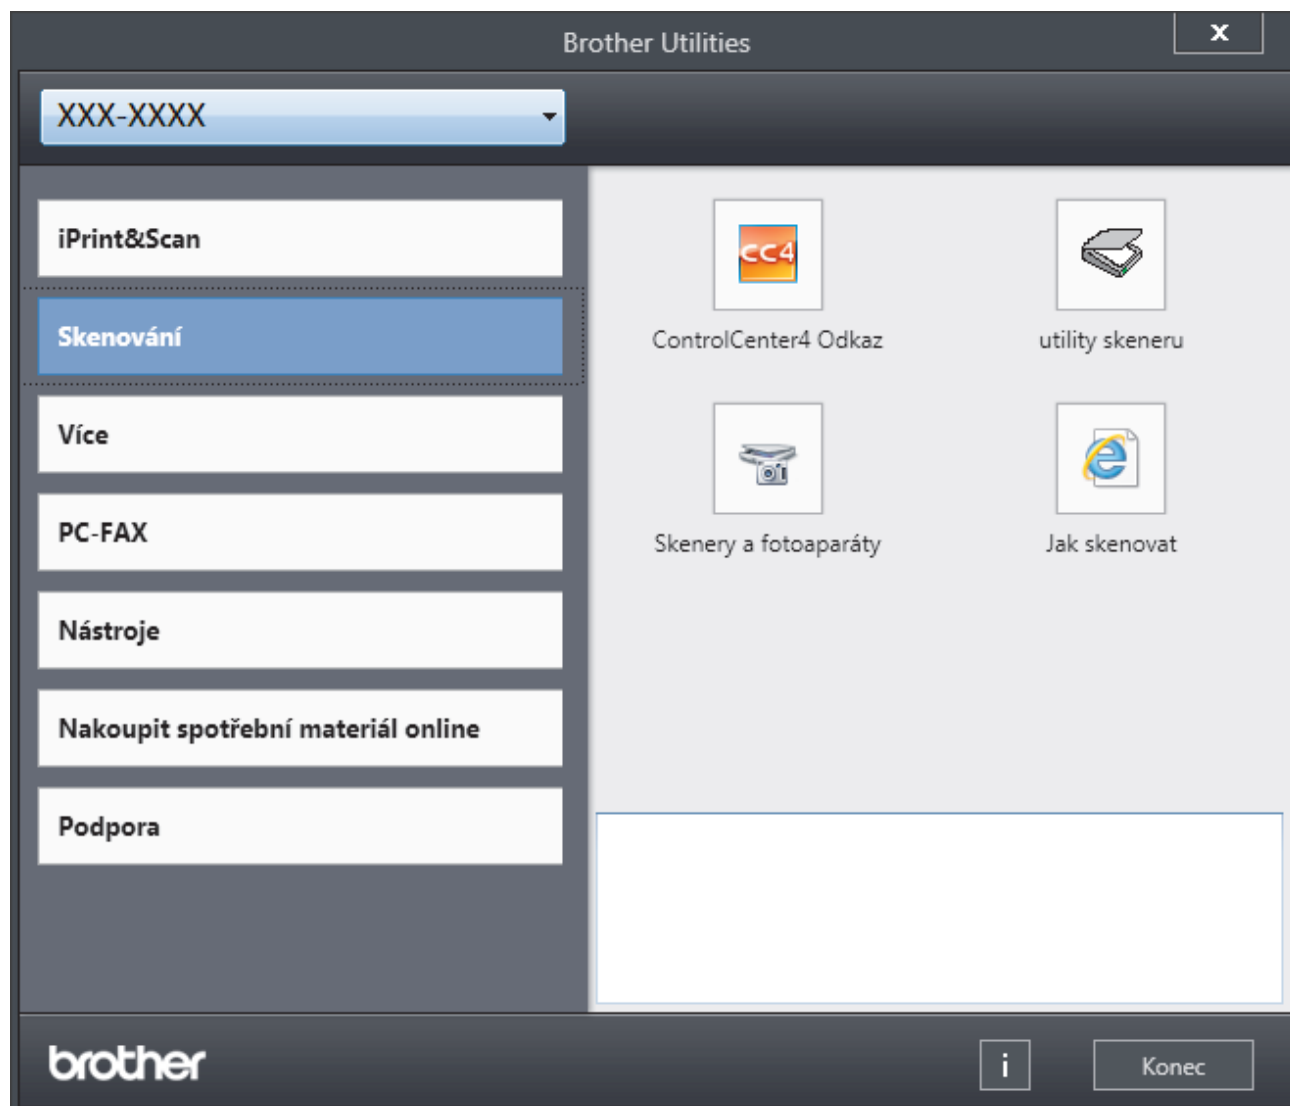 Brother Utilities
x
XXX-XXXX
iPrint&Scan
Skenování
Více
PC-FAX
Nástroje
Nakoupit spotřební materiál online
Podpora
CC4
ControlCenter4 Odkaz
utility skeneru
Skenery a fotoaparáty
Jak skenovat
brother
i
Konec